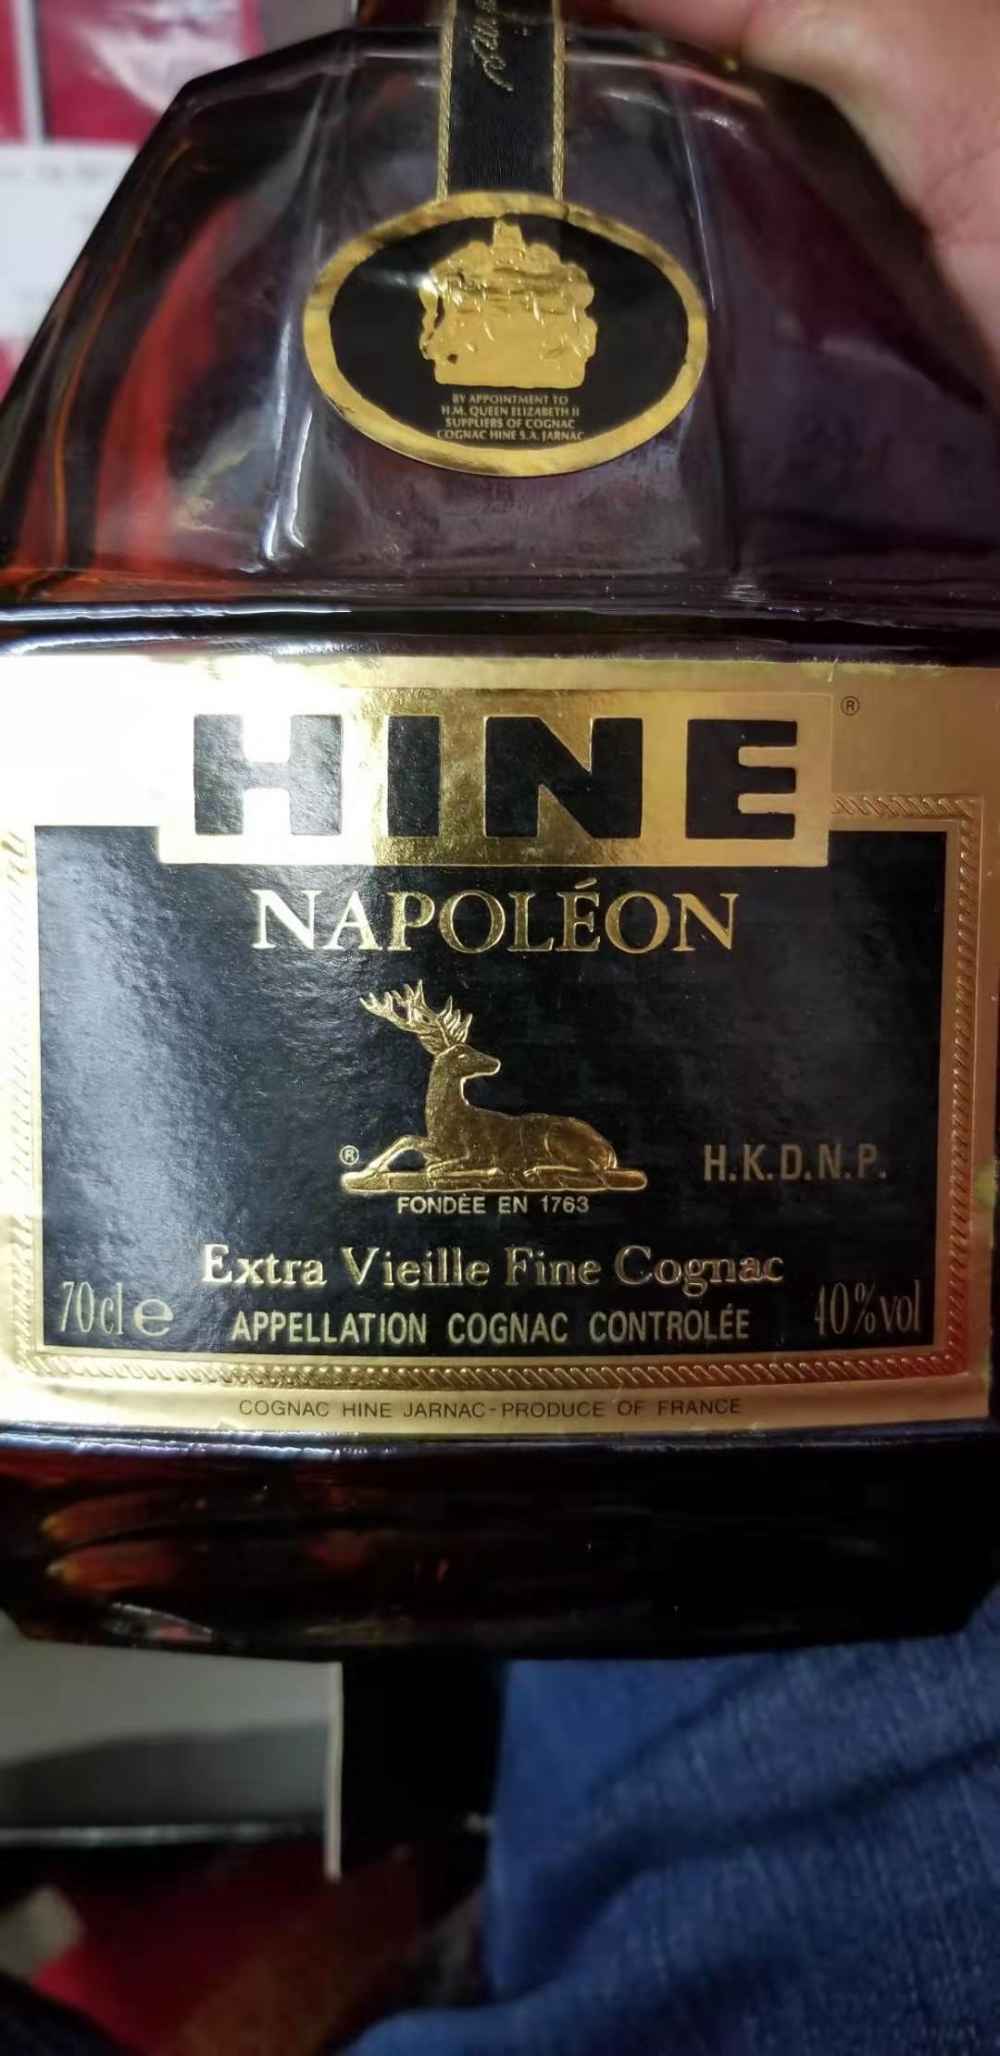 BY APPOINTMENT TO
H.M. QUEEN ELIZABETH II
SUPPLIERS OF COGNAC
COGNAC HINE S.A. JARNAC
HINE ®
NAPOLÉON
®
H.K.D.N.P.
FONDÉE EN 1763
Extra Vieille Fine Cognac
70cl e APPELLATION COGNAC CONTROLÉE 40%vol
COGNAC HINE JARNAC-PRODUCE OF FRANCE